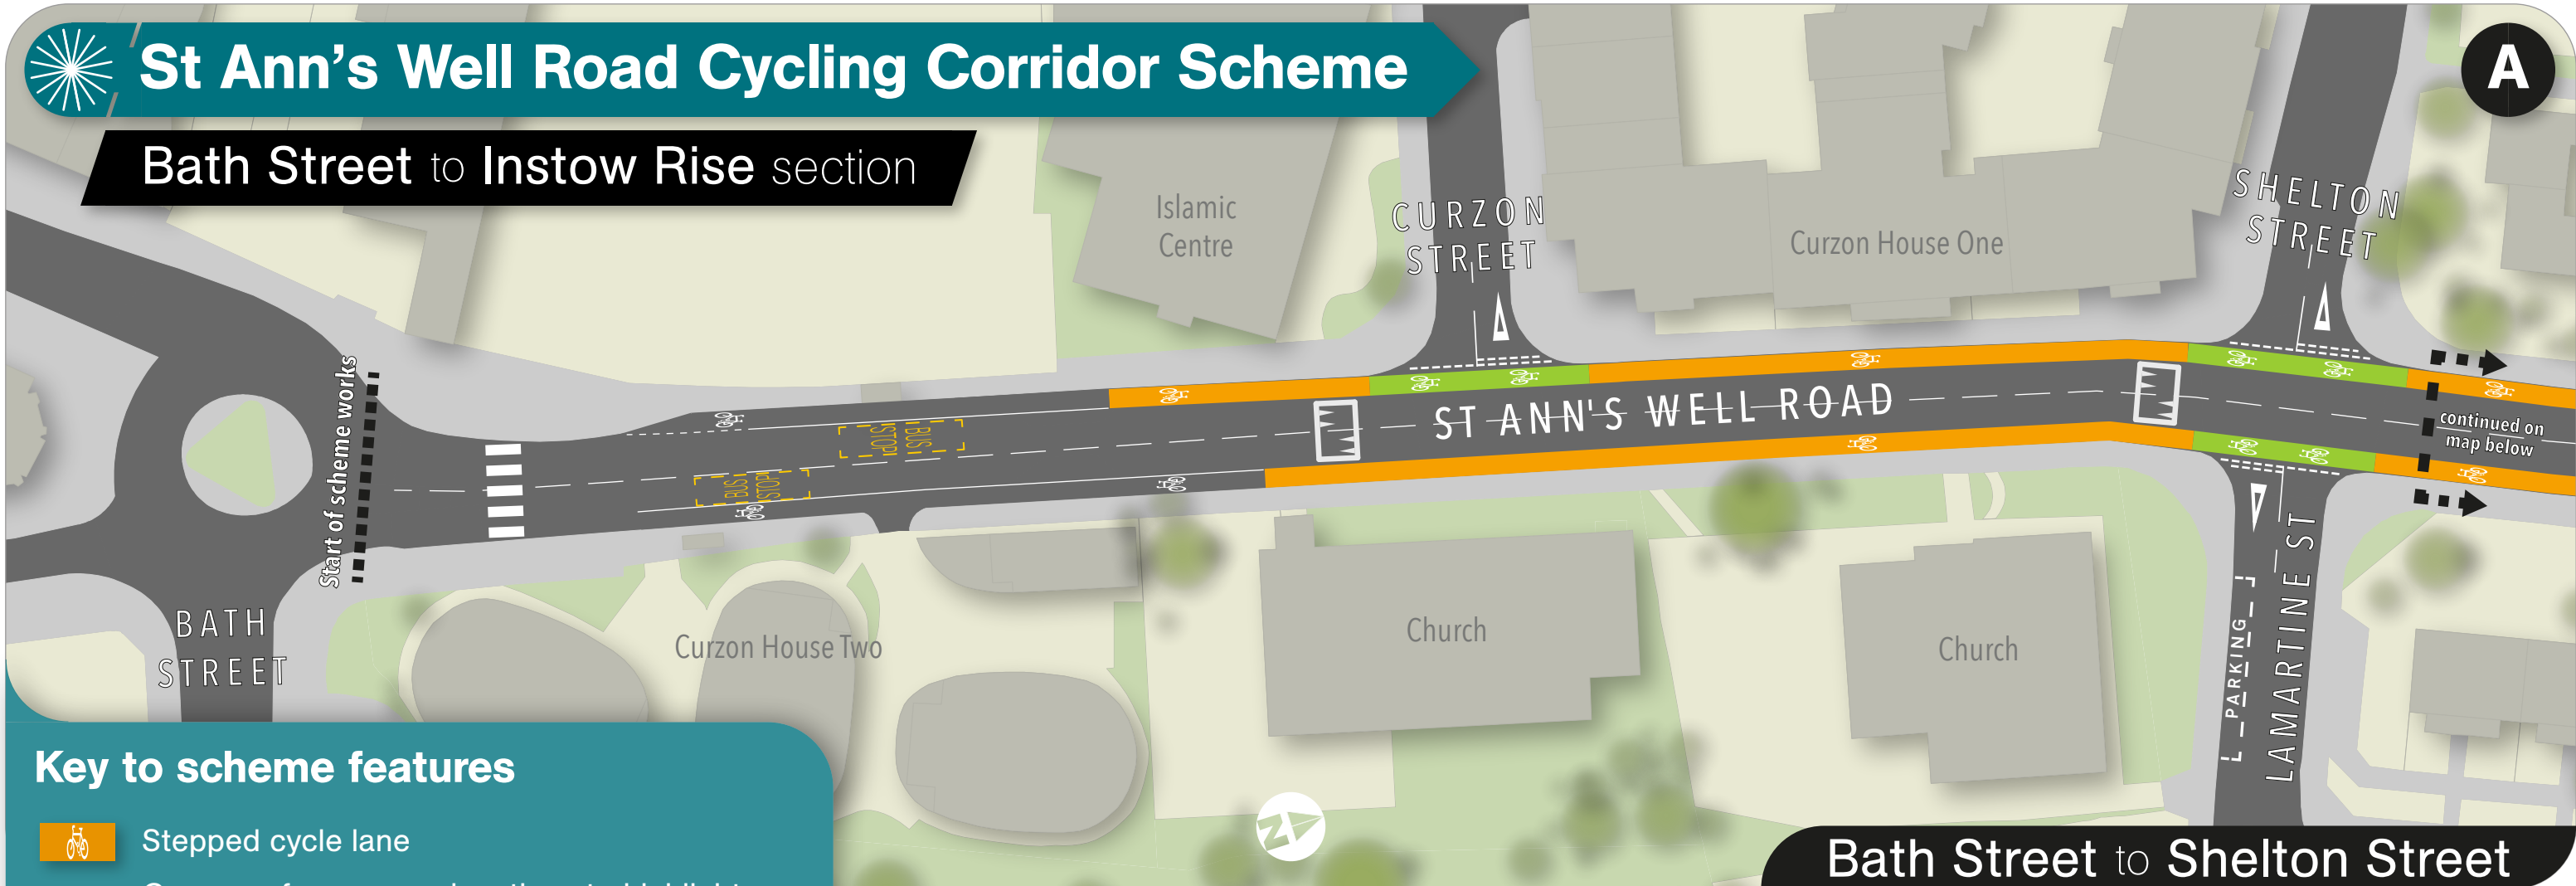 St Ann's Well Road Cycling Corridor Scheme
A
Bath Street to Instow Rise section
Islamic
Centre
CURZON
STREET
Curzon House One
SHELTON
STREET
Start of scheme works
BUS
STOP
BUS
STOP
ST ANN'S WELL ROAD
continued on
map below
BATH
STREET
Curzon House Two
Church
Church
PARKING
LAMARTINE ST
Key to scheme features
Stepped cycle lane
N
Bath Street to Shelton Street